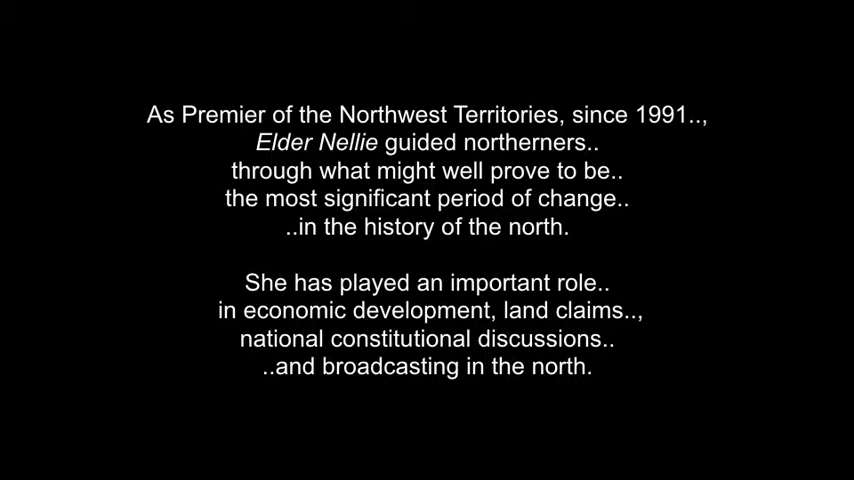 As Premier of the Northwest Territories, since 1991..,
Elder Nellie guided northerners..
through what might well prove to be..
the most significant period of change..
..in the history of the north.
She has played an important role..
in economic development, land claims..,
national constitutional discussions..
..and broadcasting in the north.